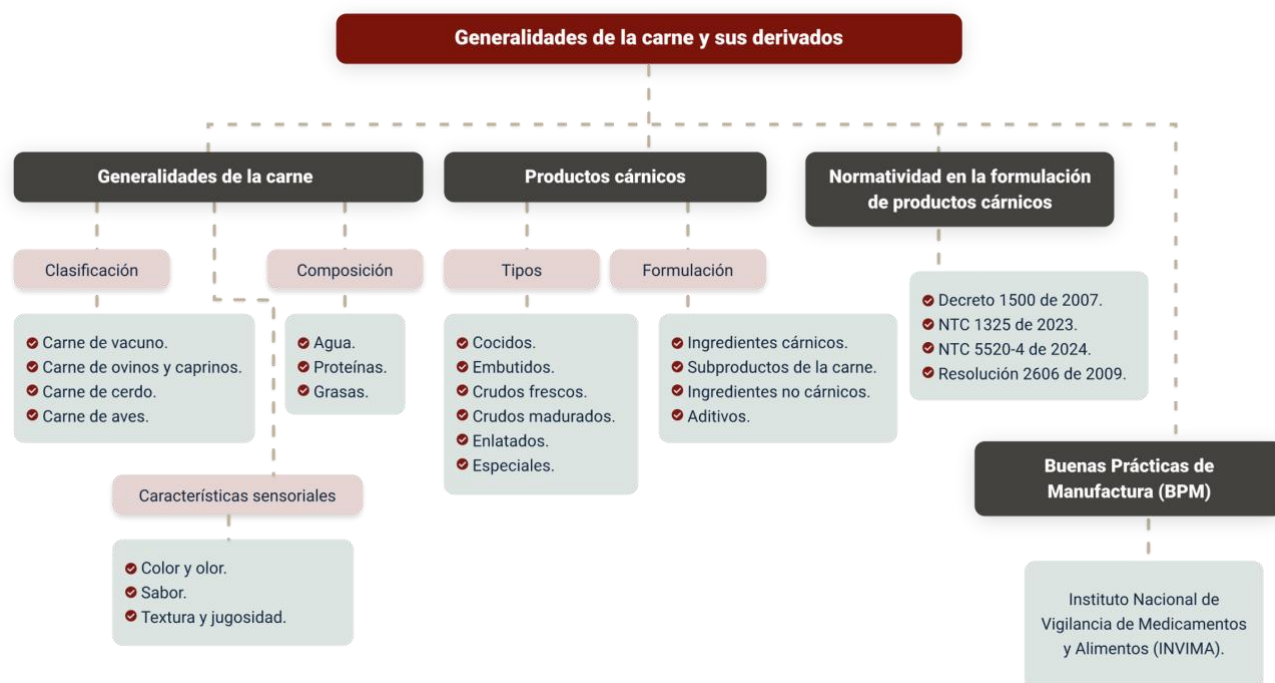 Generalidades de la carne y sus derivados
Generalidades de la carne
Clasificación
Carne de vacuno.
Carne de ovinos y caprinos.
Carne de cerdo.
Carne de aves.
Composición
Agua.
Proteínas.
Grasas.
Características sensoriales
Color y olor.
Sabor.
Textura y jugosidad.
Productos cárnicos
Tipos
Cocidos.
Embutidos.
Crudos frescos.
Crudos madurados.
Enlatados.
Especiales.
Formulación
Ingredientes cárnicos.
Subproductos de la carne.
Ingredientes no cárnicos.
Aditivos.
Normatividad en la formulación
de productos cárnicos
Decreto 1500 de 2007.
NTC 1325 de 2023.
NTC 5520-4 de 2024.
Resolución 2606 de 2009.
Buenas Prácticas de
Manufactura (BPM)
Instituto Nacional de
Vigilancia de Medicamentos
y Alimentos (INVIMA).